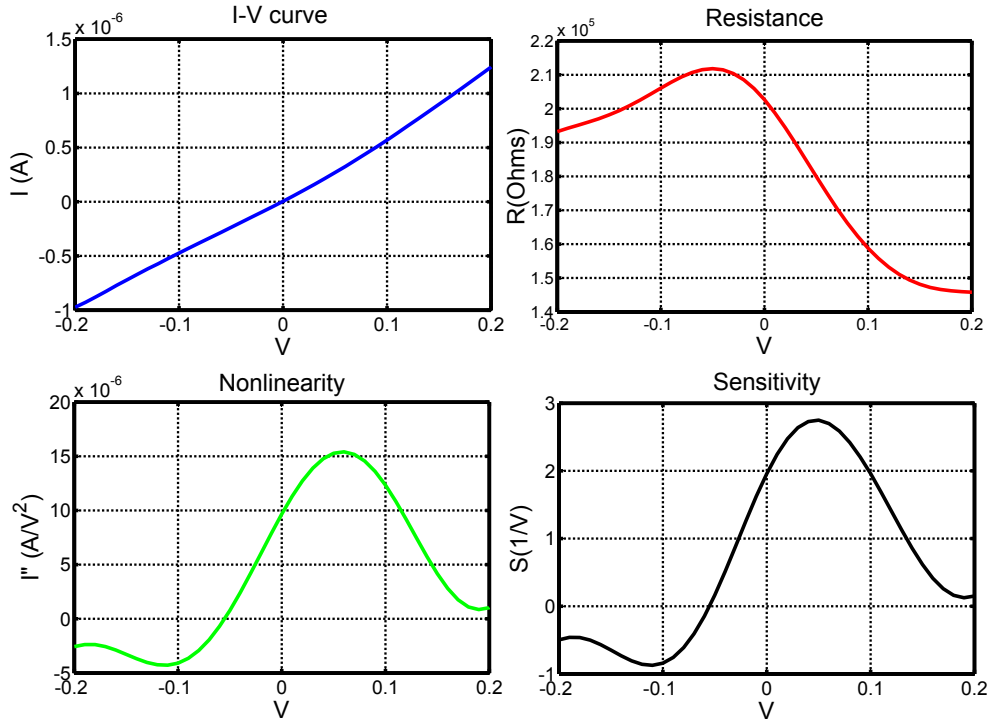 I-V curve
x 10^-6
1.5
1
0.5
0
-0.5
-1
I (A)
-0.2 -0.1 0 0.1 0.2
V
Resistance
x 10^5
2.2
2.1
2
1.9
1.8
1.7
1.6
1.5
1.4
R(Ohms)
-0.2 -0.1 0 0.1 0.2
V
Nonlinearity
x 10^-6
20
15
10
5
0
-5
I" (A/V^2)
-0.2 -0.1 0 0.1 0.2
V
Sensitivity
3
2
1
0
-1
S(1/V)
-0.2 -0.1 0 0.1 0.2
V